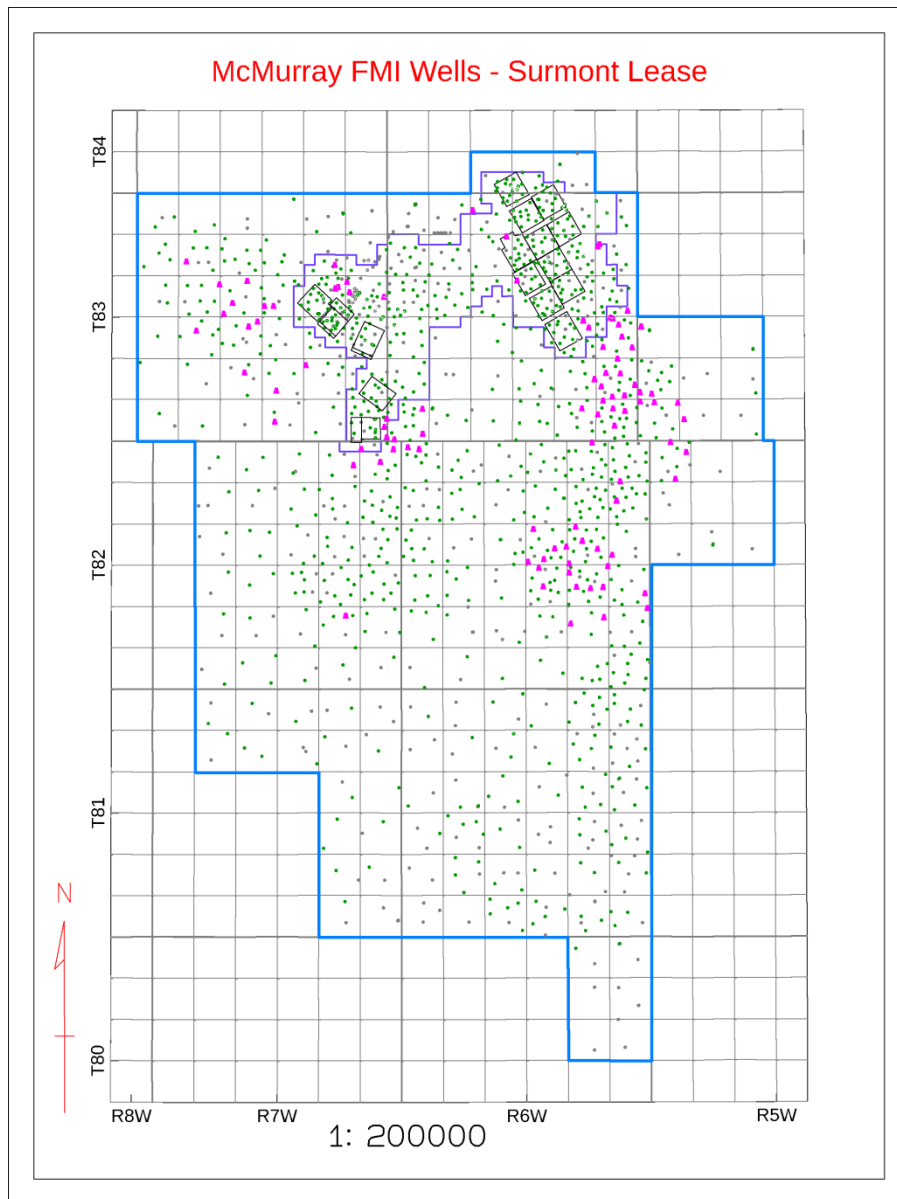 McMurray FMI Wells - Surmont Lease
T84
T83
T82
T81
N
T80
R8W
R7W
R6W
R5W
1: 200000